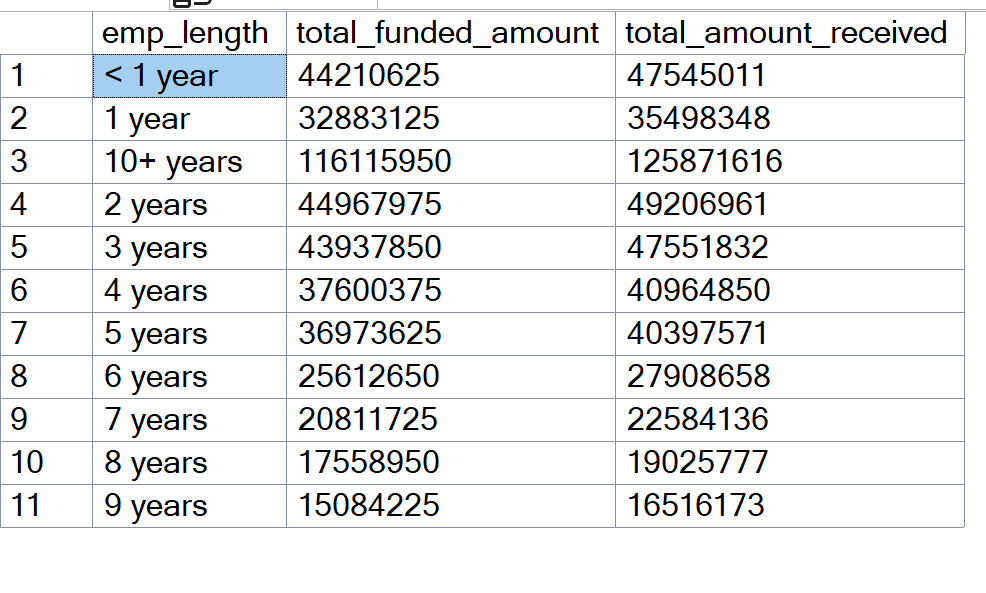 emp_length total_funded_amount total_amount_received
1 < 1 year 44210625 47545011
2 1 year 32883125 35498348
3 10+ years 116115950 125871616
4 2 years 44967975 49206961
5 3 years 43937850 47551832
6 4 years 37600375 40964850
7 5 years 36973625 40397571
8 6 years 25612650 27908658
9 7 years 20811725 22584136
10 8 years 17558950 19025777
11 9 years 15084225 16516173